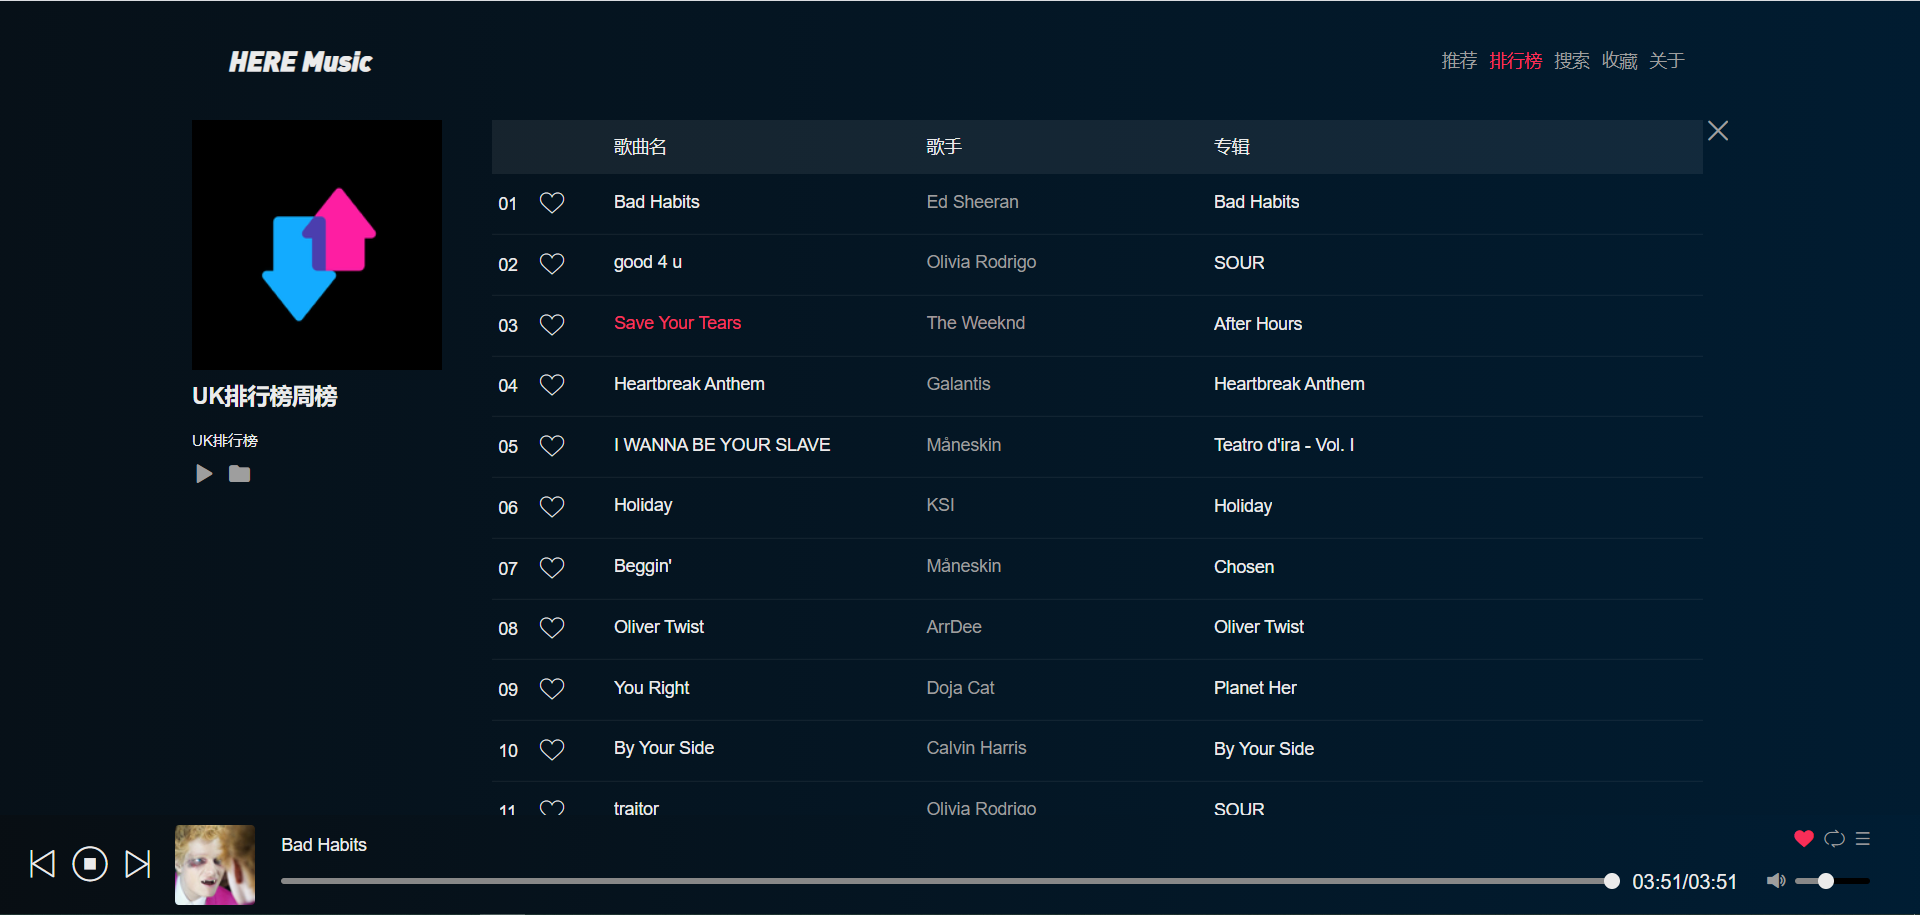 HERE Music
推荐 排行榜 搜索 收藏 关于
歌曲名 歌手 专辑
01 Bad Habits Ed Sheeran Bad Habits
02 good 4 u Olivia Rodrigo SOUR
03 Save Your Tears The Weeknd After Hours
04 Heartbreak Anthem Galantis Heartbreak Anthem
05 I WANNA BE YOUR SLAVE Måneskin Teatro d'ira - Vol. I
06 Holiday KSI Holiday
07 Beggin' Måneskin Chosen
08 Oliver Twist ArrDee Oliver Twist
09 You Right Doja Cat Planet Her
10 By Your Side Calvin Harris By Your Side
11 traitor Olivia Rodrigo SOUR
UK排行榜周榜
UK排行榜
Bad Habits
03:51/03:51